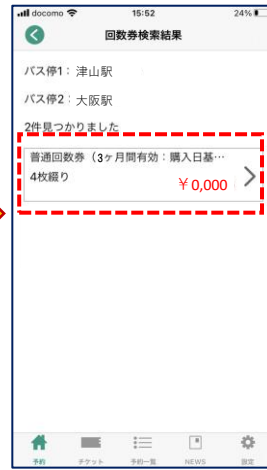 docomo 15:52 24%
回数券検索結果
バス停1：津山駅
バス停2：大阪駅
2件見つかりました
普通回数券（3ヶ月間有効：購入日基…
4枚綴り
￥0,000
予約 チケット 予約一覧 NEWS 設定